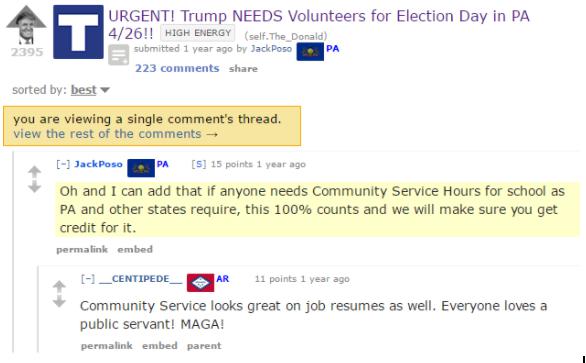 URGENT! Trump NEEDS Volunteers for Election Day in PA
4/26!! HIGH ENERGY (self.The_Donald)
2395
T
submitted 1 year ago by JackPoso PA
223 comments share
sorted by: best
you are viewing a single comment's thread.
view the rest of the comments →
[–] JackPoso PA [S] 15 points 1 year ago
Oh and I can add that if anyone needs Community Service Hours for school as
PA and other states require, this 100% counts and we will make sure you get
credit for it.
permalink embed
[–] __CENTIPEDE__ AR 11 points 1 year ago
Community Service looks great on job resumes as well. Everyone loves a
public servant! MAGA!
permalink embed parent